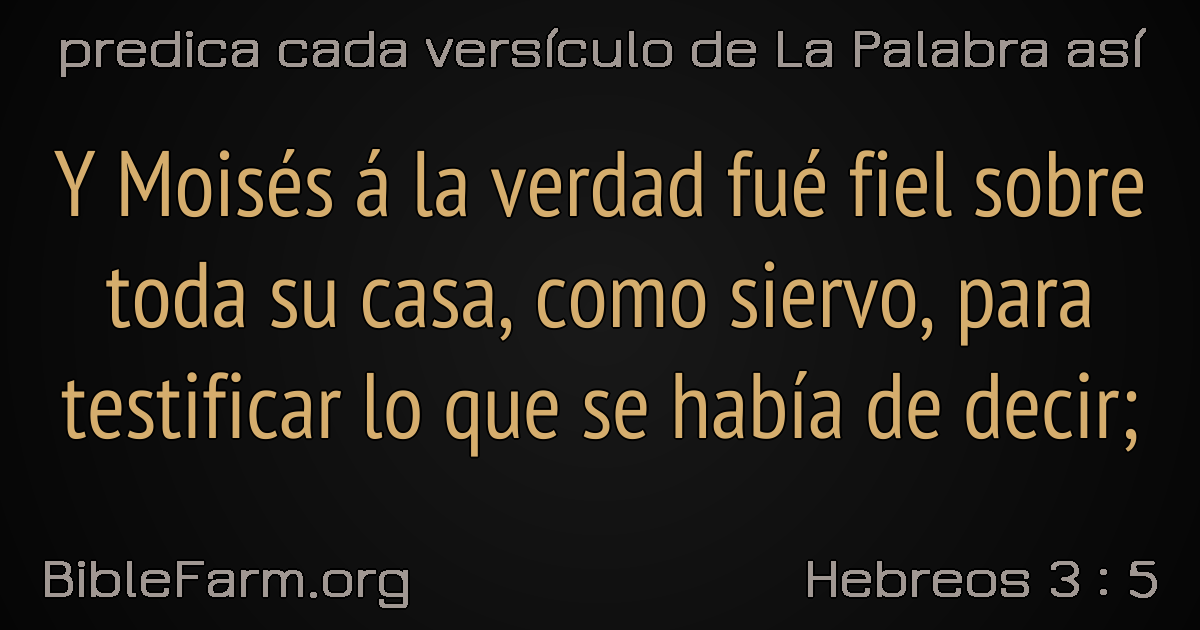 predica cada versículo de La Palabra así
Y Moisés á la verdad fué fiel sobre
toda su casa, como siervo, para
testificar lo que se había de decir;
BibleFarm.org
Hebreos 3 : 5